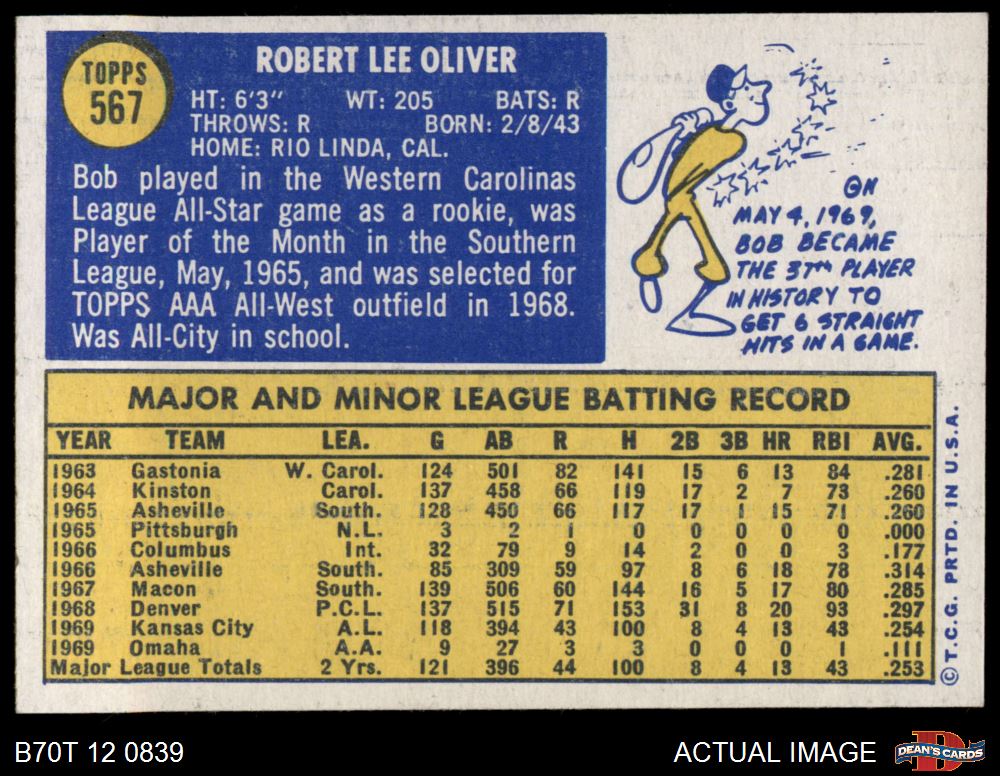 TOPPS
567
ROBERT LEE OLIVER
HT: 6'3" WT: 205 BATS: R
THROWS: R BORN: 2/8/43
HOME: RIO LINDA, CAL.
Bob played in the Western Carolinas
League All-Star game as a rookie, was
Player of the Month in the Southern
League, May, 1965, and was selected for
TOPPS AAA All-West outfield in 1968.
Was All-City in school.
ON
MAY 4, 1969,
BOB BECAME
THE 37TH PLAYER
IN HISTORY TO
GET 6 STRAIGHT
HITS IN A GAME.
MAJOR AND MINOR LEAGUE BATTING RECORD
YEAR TEAM LEA. G AB R H 2B 3B HR RBI AVG.
1963 Gastonia W. Carol. 124 501 82 141 15 6 13 84 .281
1964 Kinston Carol. 137 458 66 119 17 2 7 73 .260
1965 Asheville South. 128 450 66 117 17 1 15 71 .260
1965 Pittsburgh N.L. 3 2 1 0 0 0 0 0 .000
1966 Columbus Int. 32 79 9 14 2 0 0 3 .177
1966 Asheville South. 85 309 59 97 8 6 18 78 .314
1967 Macon South. 139 506 60 144 16 5 17 80 .285
1968 Denver P.C.L. 137 515 71 153 31 8 20 93 .297
1969 Kansas City A.L. 118 394 43 100 8 4 13 43 .254
1969 Omaha A.A. 9 27 3 3 0 0 0 1 .111
Major League Totals 2 Yrs. 121 396 44 100 8 4 13 43 .253
©T.C.G. PRTD. IN U.S.A.
B70T 12 0839
ACTUAL IMAGE
D
DEAN'S CARDS